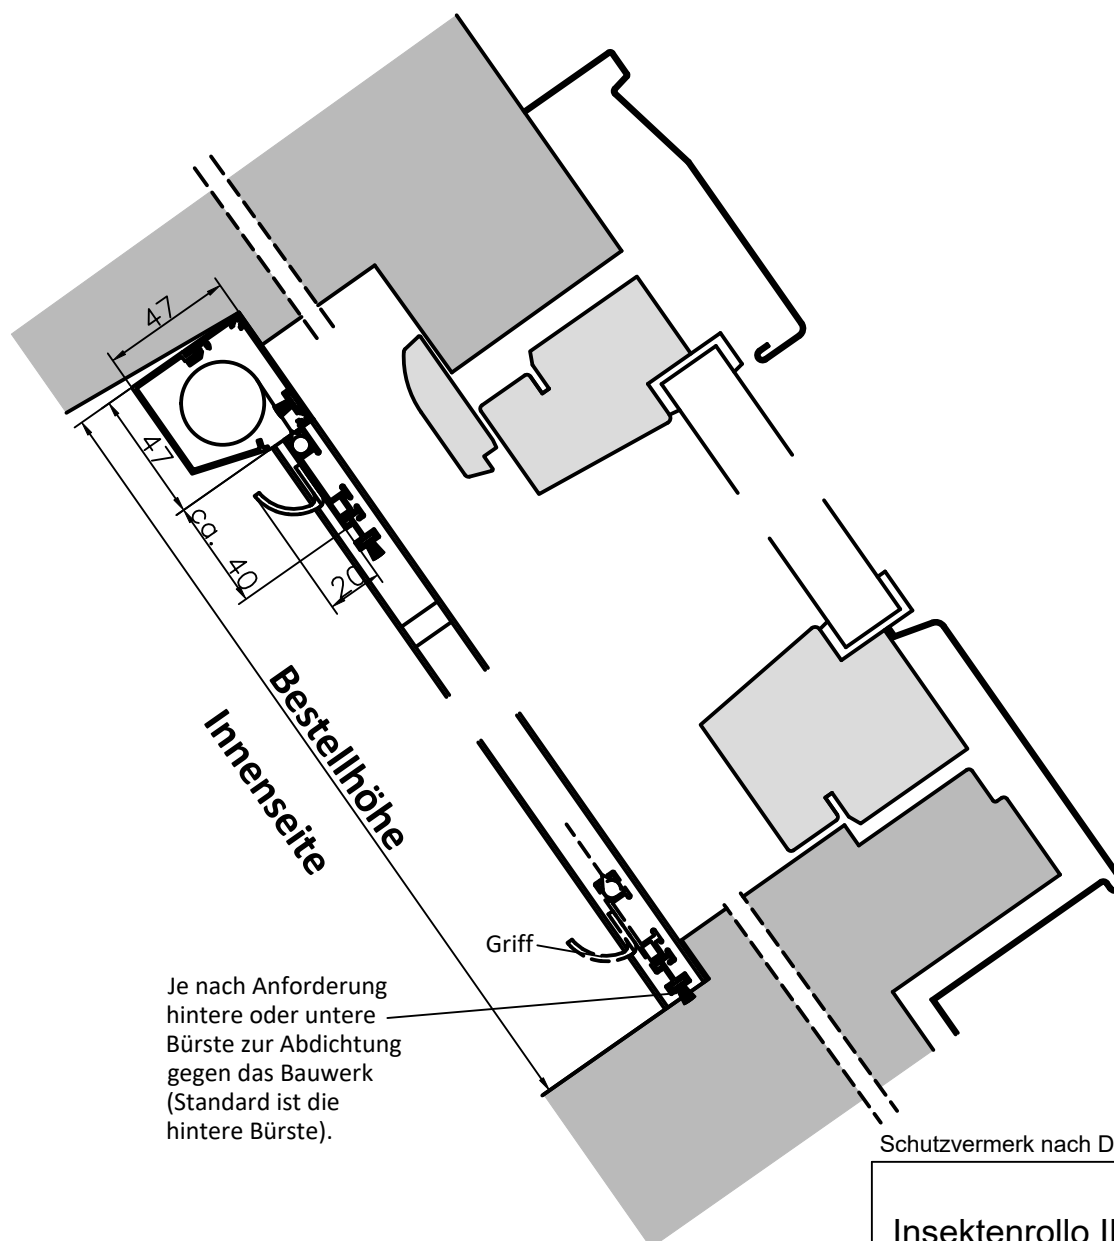 47
47
ca. 40
20
Bestellhöhe
Innenseite
Griff
Je nach Anforderung
hintere oder untere
Bürste zur Abdichtung
gegen das Bauwerk
(Standard ist die
hintere Bürste).
Schutzvermerk nach D
Insektenrollo